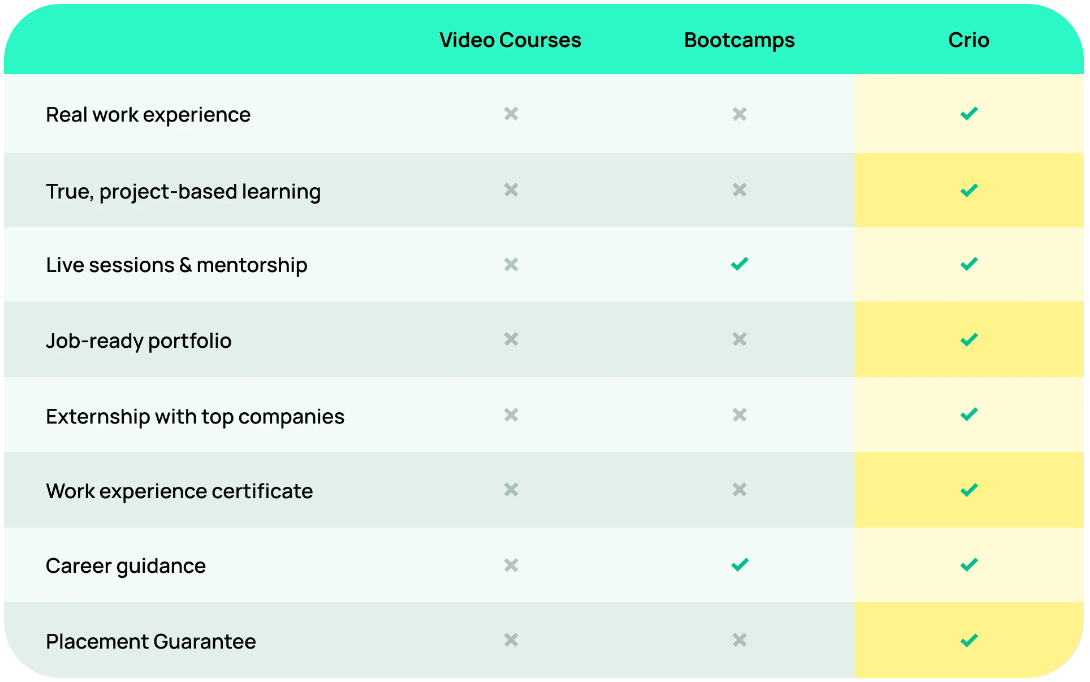 Video Courses Bootcamps Crio
Real work experience
True, project-based learning
Live sessions & mentorship
Job-ready portfolio
Externship with top companies
Work experience certificate
Career guidance
Placement Guarantee